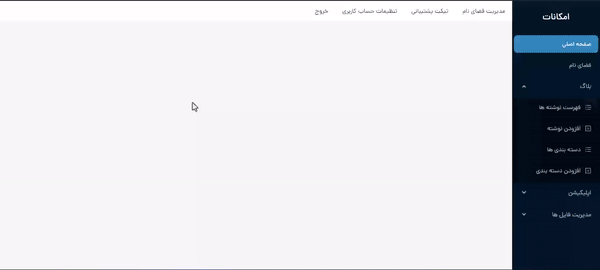 امکانات
مدیریت فضای نام تیکت پشتیبانی تنظیمات حساب کاربری خروج
صفحه اصلی
فضای نام
بلاگ
فهرست نوشته ها
افزودن نوشته
دسته بندی ها
افزودن دسته بندی
اپلیکیشن
مدیریت فایل ها